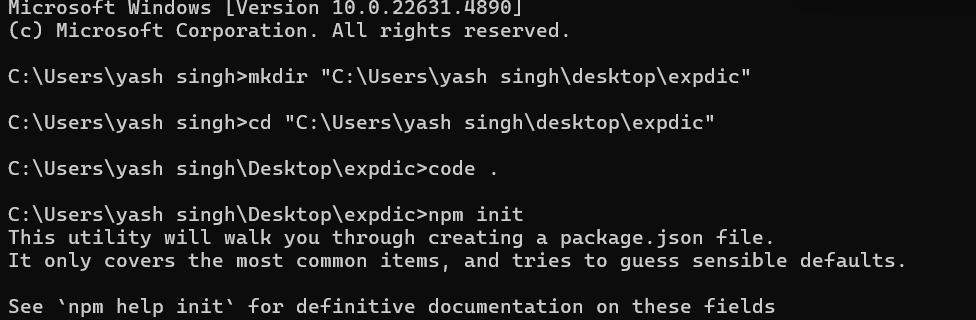 Microsoft Windows [Version 10.0.22631.4890]
(c) Microsoft Corporation. All rights reserved.
C:\Users\yash singh>mkdir "C:\Users\yash singh\desktop\expdic"
C:\Users\yash singh>cd "C:\Users\yash singh\desktop\expdic"
C:\Users\yash singh\Desktop\expdic>code .
C:\Users\yash singh\Desktop\expdic>npm init
This utility will walk you through creating a package.json file.
It only covers the most common items, and tries to guess sensible defaults.
See `npm help init` for definitive documentation on these fields